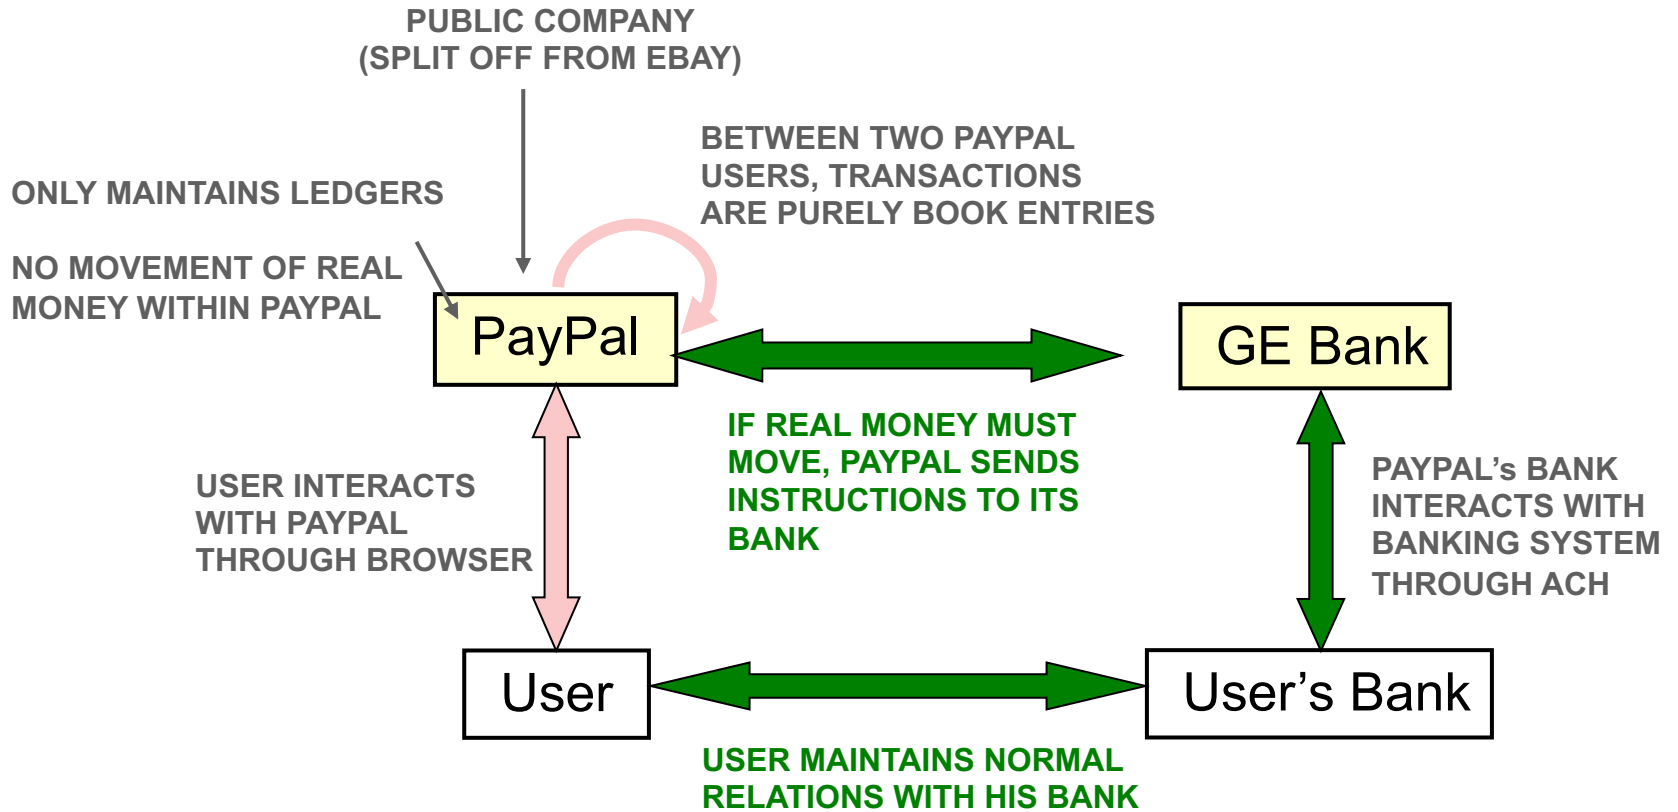 PUBLIC COMPANY
(SPLIT OFF FROM EBAY)
BETWEEN TWO PAYPAL
USERS, TRANSACTIONS
ARE PURELY BOOK ENTRIES
ONLY MAINTAINS LEDGERS
NO MOVEMENT OF REAL
MONEY WITHIN PAYPAL
PayPal
GE Bank
IF REAL MONEY MUST
MOVE, PAYPAL SENDS
INSTRUCTIONS TO ITS
BANK
USER INTERACTS
WITH PAYPAL
THROUGH BROWSER
PAYPAL’s BANK
INTERACTS WITH
BANKING SYSTEM
THROUGH ACH
User
User’s Bank
USER MAINTAINS NORMAL
RELATIONS WITH HIS BANK